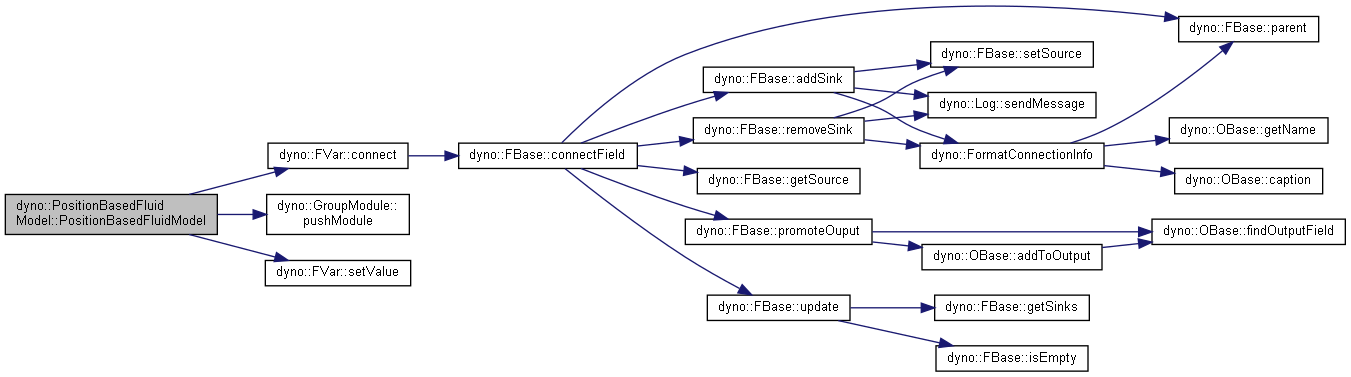 dyno::PositionBasedFluid
Model::PositionBasedFluidModel
dyno::FVar::connect
dyno::GroupModule::
pushModule
dyno::FVar::setValue
dyno::FBase::connectField
dyno::FBase::addSink
dyno::FBase::removeSink
dyno::FBase::getSource
dyno::FBase::promoteOuput
dyno::FBase::update
dyno::FBase::setSource
dyno::Log::sendMessage
dyno::FormatConnectionInfo
dyno::OBase::addToOutput
dyno::FBase::getSinks
dyno::FBase::isEmpty
dyno::FBase::parent
dyno::OBase::getName
dyno::OBase::caption
dyno::OBase::findOutputField